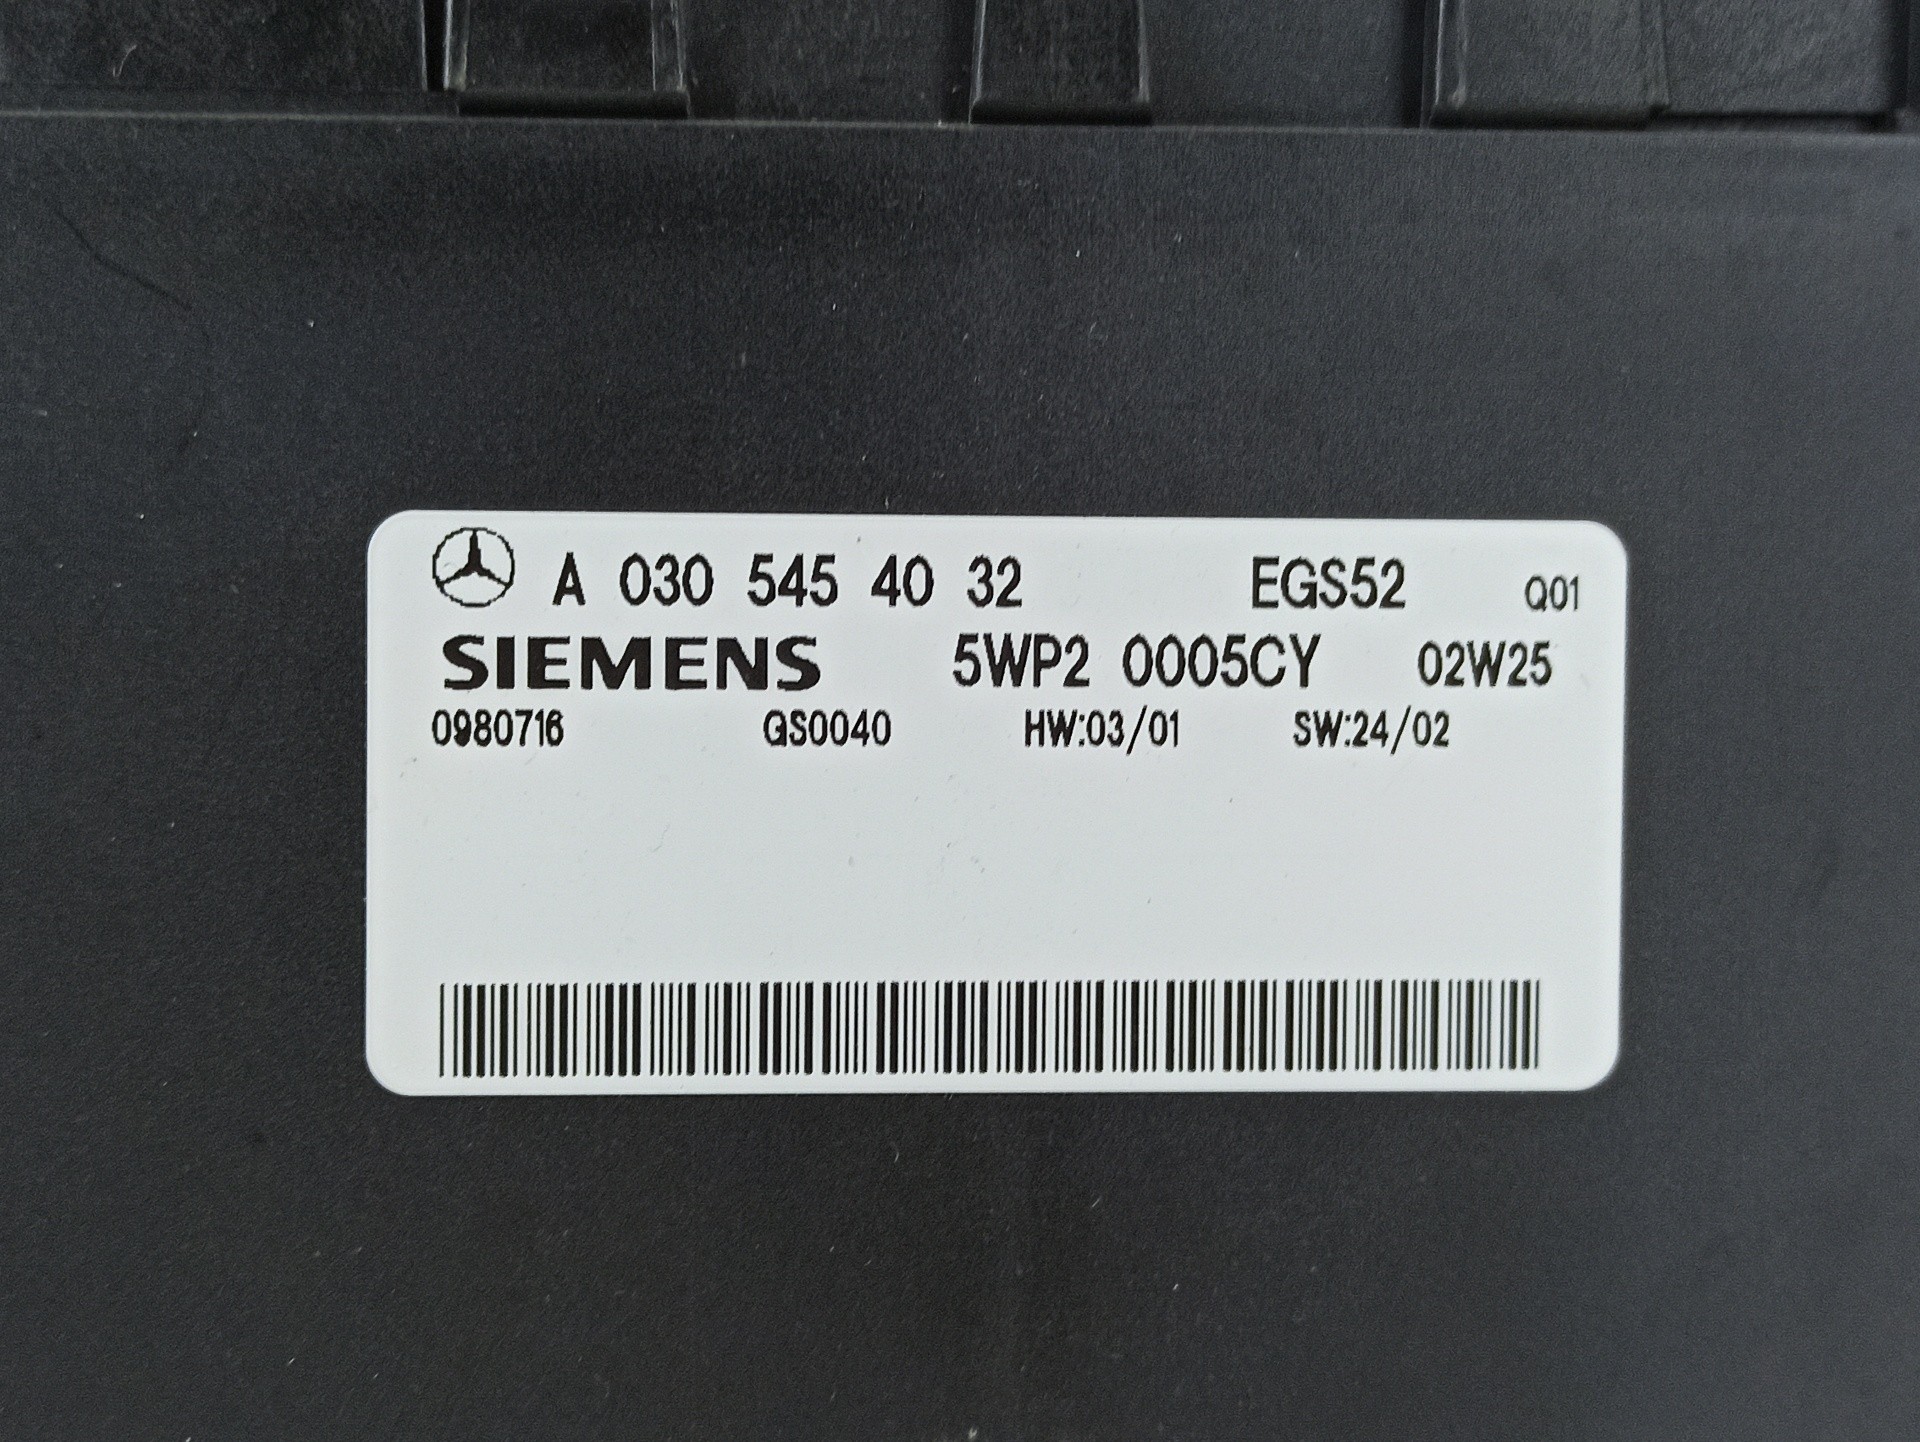 A 030 545 40 32 EGS52 Q01
SIEMENS 5WP2 0005CY 02W25
0980716 GS0040 HW:03/01 SW:24/02